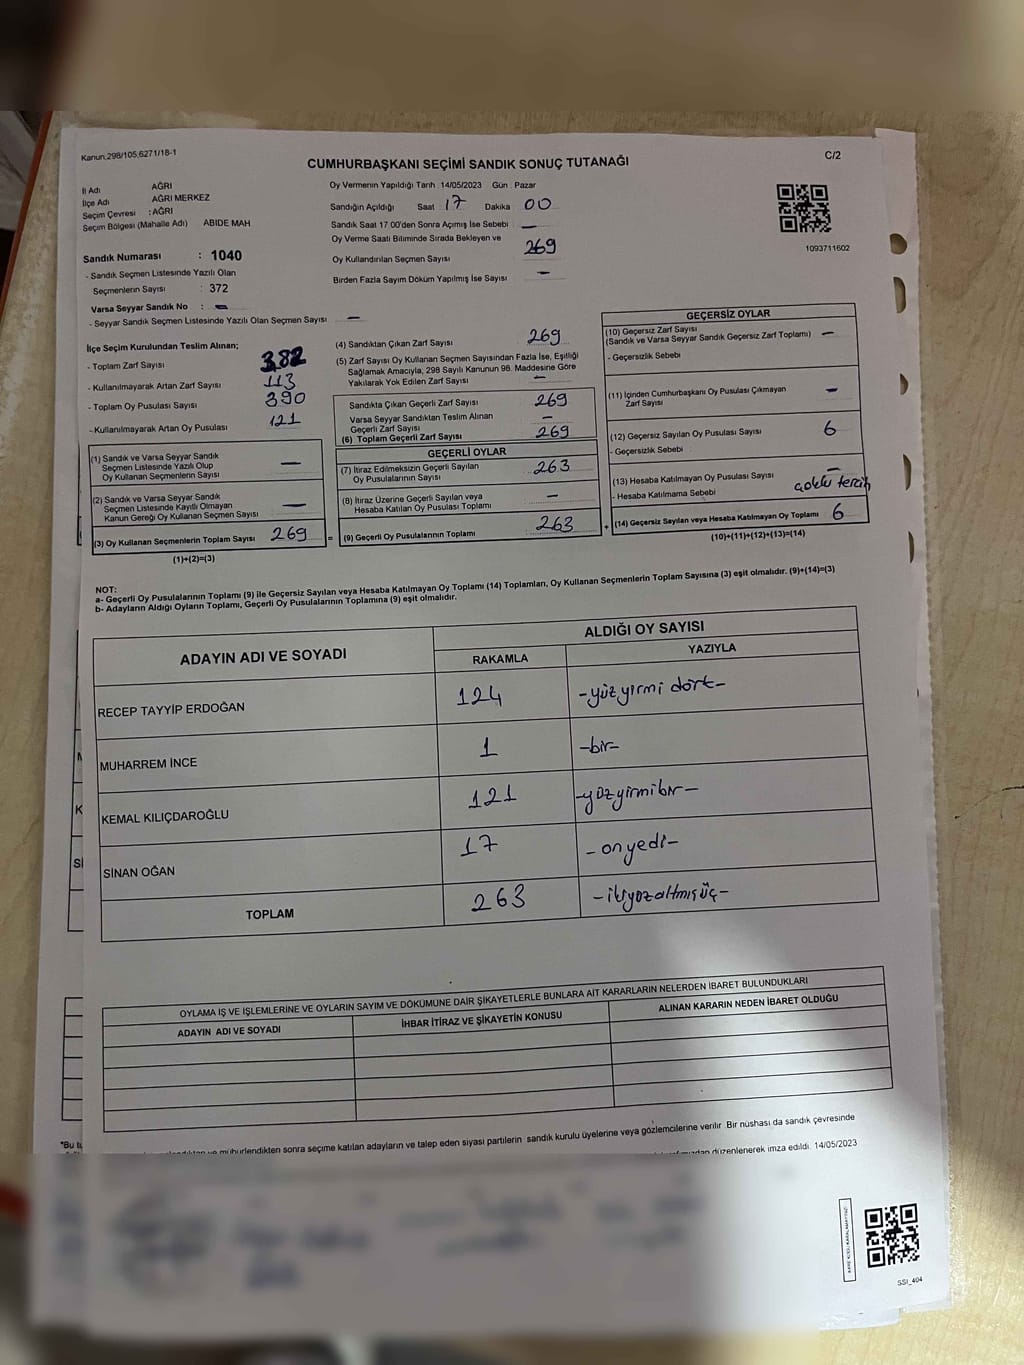 Kanun.298/105,6271/18-1
CUMHURBAŞKANI SEÇİMİ SANDIK SONUÇ TUTANAĞI
C/2
İl Adı AĞRI
İlçe Adı AĞRI MERKEZ
Seçim Çevresi : AĞRI
Seçim Bölgesi (Mahalle Adı) ABİDE MAH
Sandık Numarası : 1040
- Sandık Seçmen Listesinde Yazılı Olan
Seçmenlerin Sayısı : 372
Varsa Seyyar Sandık No : -
- Seyyar Sandık Seçmen Listesinde Yazılı Olan Seçmen Sayısı -
Oy Vermenin Yapıldığı Tarih : 14/05/2023 Gün : Pazar
Sandığın Açıldığı Saat 17 Dakika 00
Sandık Saat 17.00'den Sonra Açımış İse Sebebi -
Oy Verme Saati Bitiminde Sırada Bekleyen ve
Oy Kullandırılan Seçmen Sayısı 269
Birden Fazla Sayım Döküm Yapılmış İse Sayısı -
1093711602
İlçe Seçim Kurulundan Teslim Alınan;
- Toplam Zarf Sayısı 382
- Kullanılmayarak Artan Zarf Sayısı 113
- Toplam Oy Pusulası Sayısı 390
- Kullanılmayarak Artan Oy Pusulası 121
(1) Sandık ve Varsa Seyyar Sandık
Seçmen Listesinde Yazılı Olup
Oy Kullanan Seçmenlerin Sayısı -
(2) Sandık ve Varsa Seyyar Sandık
Seçmen Listesinde Kayıtlı Olmayan
Kanun Gereği Oy Kullanan Seçmen Sayısı -
(3) Oy Kullanan Seçmenlerin Toplam Sayısı 269
(1)+(2)=(3)
(4) Sandıktan Çıkan Zarf Sayısı 269
(5) Zarf Sayısı Oy Kullanan Seçmen Sayısından Fazla İse, Eşitliği
Sağlamak Amacıyla, 298 Sayılı Kanunun 98. Maddesine Göre
Yakılarak Yok Edilen Zarf Sayısı -
Sandıkta Çıkan Geçerli Zarf Sayısı 269
Varsa Seyyar Sandıktan Teslim Alınan
Geçerli Zarf Sayısı -
(6) Toplam Geçerli Zarf Sayısı 269
GEÇERLİ OYLAR
(7) İtiraz Edilmeksizin Geçerli Sayılan
Oy Pusulalarının Sayısı 263
(8) İtiraz Üzerine Geçerli Sayılan veya
Hesaba Katılan Oy Pusulası Toplamı -
= (9) Geçerli Oy Pusulalarının Toplamı 263 +
GEÇERSİZ OYLAR
(10) Geçersiz Zarf Sayısı
(Sandık ve Varsa Seyyar Sandık Geçersiz Zarf Toplamı) -
- Geçersizlik Sebebi
(11) İçinden Cumhurbaşkanı Oy Pusulası Çıkmayan
Zarf Sayısı -
(12) Geçersiz Sayılan Oy Pusulası Sayısı 6
- Geçersizlik Sebebi
(13) Hesaba Katılmayan Oy Pusulası Sayısı -
- Hesaba Katılmama Sebebi çoklu tercih
(14) Geçersiz Sayılan veya Hesaba Katılmayan Oy Toplamı 6
(10)+(11)+(12)+(13)=(14)
NOT:
a- Geçerli Oy Pusulalarının Toplamı (9) ile Geçersiz Sayılan veya Hesaba Katılmayan Oy Toplamı (14) Toplamları, Oy Kullanan Seçmenlerin Toplam Sayısına (3) eşit olmalıdır. (9)+(14)=(3)
b- Adayların Aldığı Oyların Toplamı, Geçerli Oy Pusulalarının Toplamına (9) eşit olmalıdır.
ADAYIN ADI VE SOYADI ALDIĞI OY SAYISI
RAKAMLA YAZIYLA
RECEP TAYYİP ERDOĞAN 124 -yüz yirmi dört-
MUHARREM İNCE 1 -bir-
KEMAL KILIÇDAROĞLU 121 -yüzyirmibir-
SİNAN OĞAN 17 -onyedi-
TOPLAM 263 -ikiyüzaltmışüç-
OYLAMA İŞ VE İŞLEMLERİNE VE OYLARIN SAYIM VE DÖKÜMÜNE DAİR ŞİKAYETLERLE BUNLARA AİT KARARLARIN NELERDEN İBARET BULUNDUKLARI
ADAYIN ADI VE SOYADI İHBAR İTİRAZ VE ŞİKAYETİN KONUSU ALINAN KARARIN NEDEN İBARET OLDUĞU
*Bu
mühürlendikten sonra seçime katılan adayların ve talep eden siyasi partilerin sandık kurulu üyelerine veya gözlemcilerine verilir. Bir nüshası da sandık çevresinde
düzenlenerek imza edildi. 14/05/2023
SSİ_404